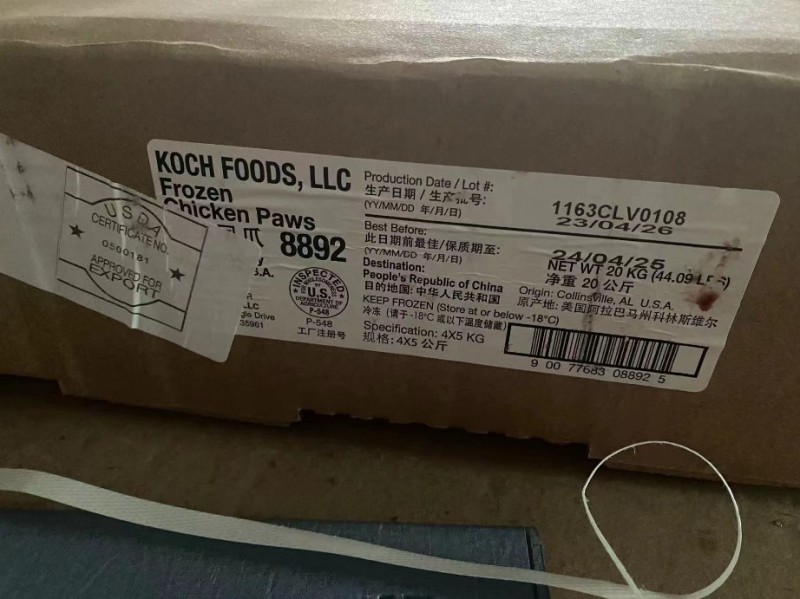 KOCH FOODS, LLC
Frozen
Chicken Paws
爪 8892
S.A.
LLC
Drive
35961
INSPECTED
U.S.
DEPARTMENT OF
AGRICULTURE
P-548
P-548
工厂注册号
Production Date / Lot #:
生产日期 / 生产批号:
(YY/MM/DD 年/月/日)
1163CLV0108
23/04/26
Best Before:
此日期前最佳/保质期至:
(YY/MM/DD 年/月/日)
24/04/25
Destination:
People's Republic of China
目的地国: 中华人民共和国
NET WT 20 KG (44.09 LBS)
净重 20 公斤
Origin: Collinsville, AL U.S.A.
原产地: 美国阿拉巴马州科林斯维尔
KEEP FROZEN (Store at or below -18°C)
冷冻 (请于 -18°C 或以下温度储藏)
Specification: 4X5 KG
规格: 4X5 公斤
9 00 77683 08892 5
USDA
CERTIFICATE NO.
0500181
APPROVED FOR
EXPORT